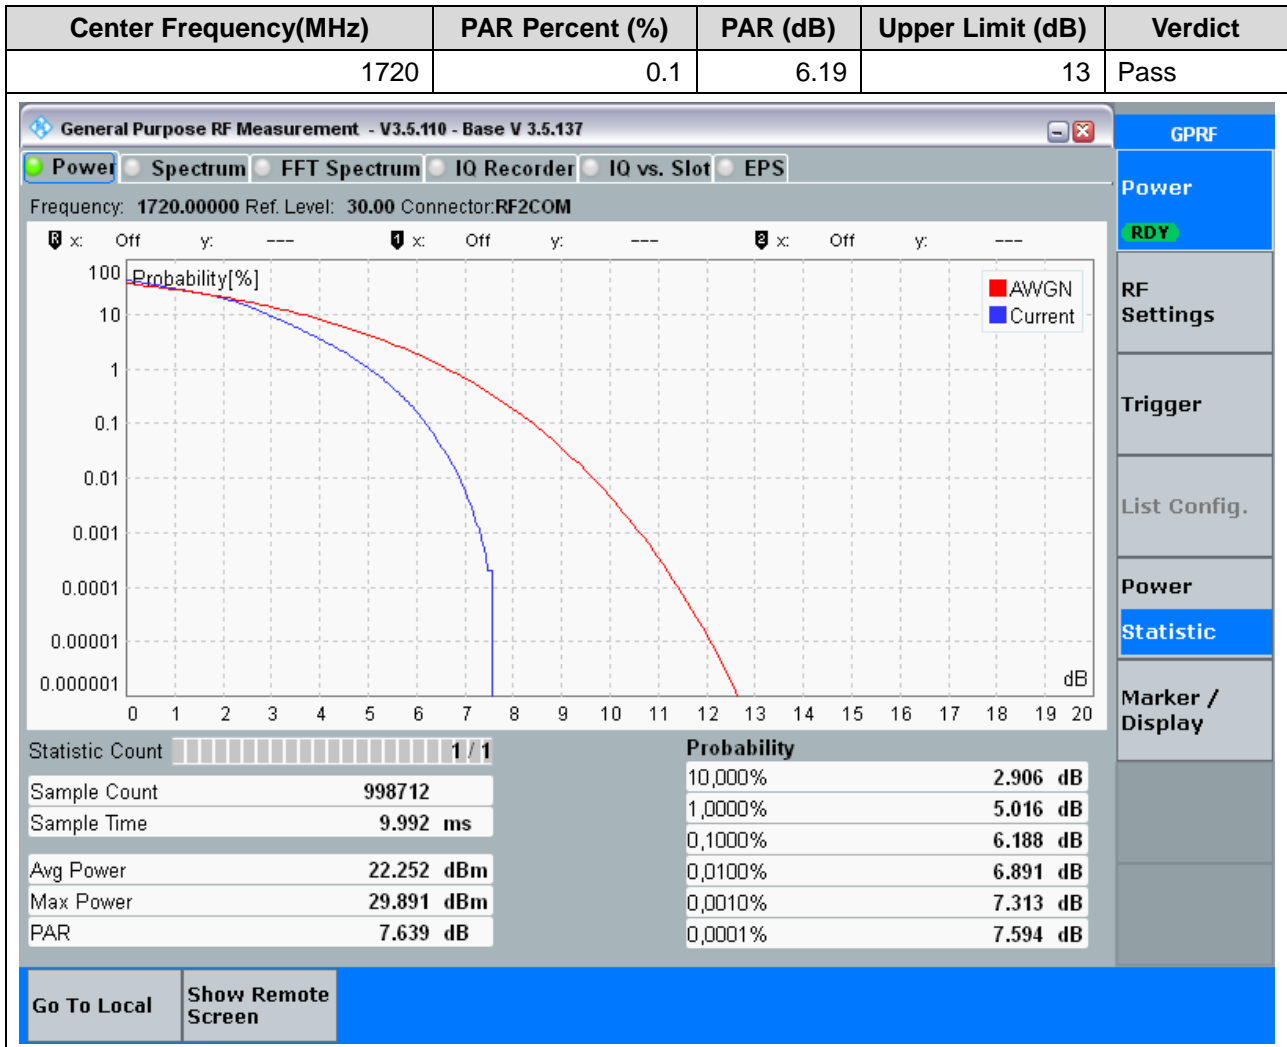 Center Frequency(MHz) PAR Percent (%) PAR (dB) Upper Limit (dB) Verdict
1720 0.1 6.19 13 Pass
General Purpose RF Measurement - V3.5.110 - Base V 3.5.137
GPRF
Power Spectrum FFT Spectrum IQ Recorder IQ vs. Slot EPS
Power
RDY
Frequency: 1720.00000 Ref. Level: 30.00 Connector:RF2COM
R x: Off y: --- 1 x: Off y: --- 2 x: Off y: ---
Probability[%]
AWGN
Current
100
10
1
0.1
0.01
0.001
0.0001
0.00001
0.000001
dB
0 1 2 3 4 5 6 7 8 9 10 11 12 13 14 15 16 17 18 19 20
RF
Settings
Trigger
List Config.
Power
Statistic
Marker /
Display
Statistic Count 1 / 1
Sample Count 998712
Sample Time 9.992 ms
Avg Power 22.252 dBm
Max Power 29.891 dBm
PAR 7.639 dB
Probability
10,000% 2.906 dB
1,0000% 5.016 dB
0,1000% 6.188 dB
0,0100% 6.891 dB
0,0010% 7.313 dB
0,0001% 7.594 dB
Go To Local
Show Remote
Screen